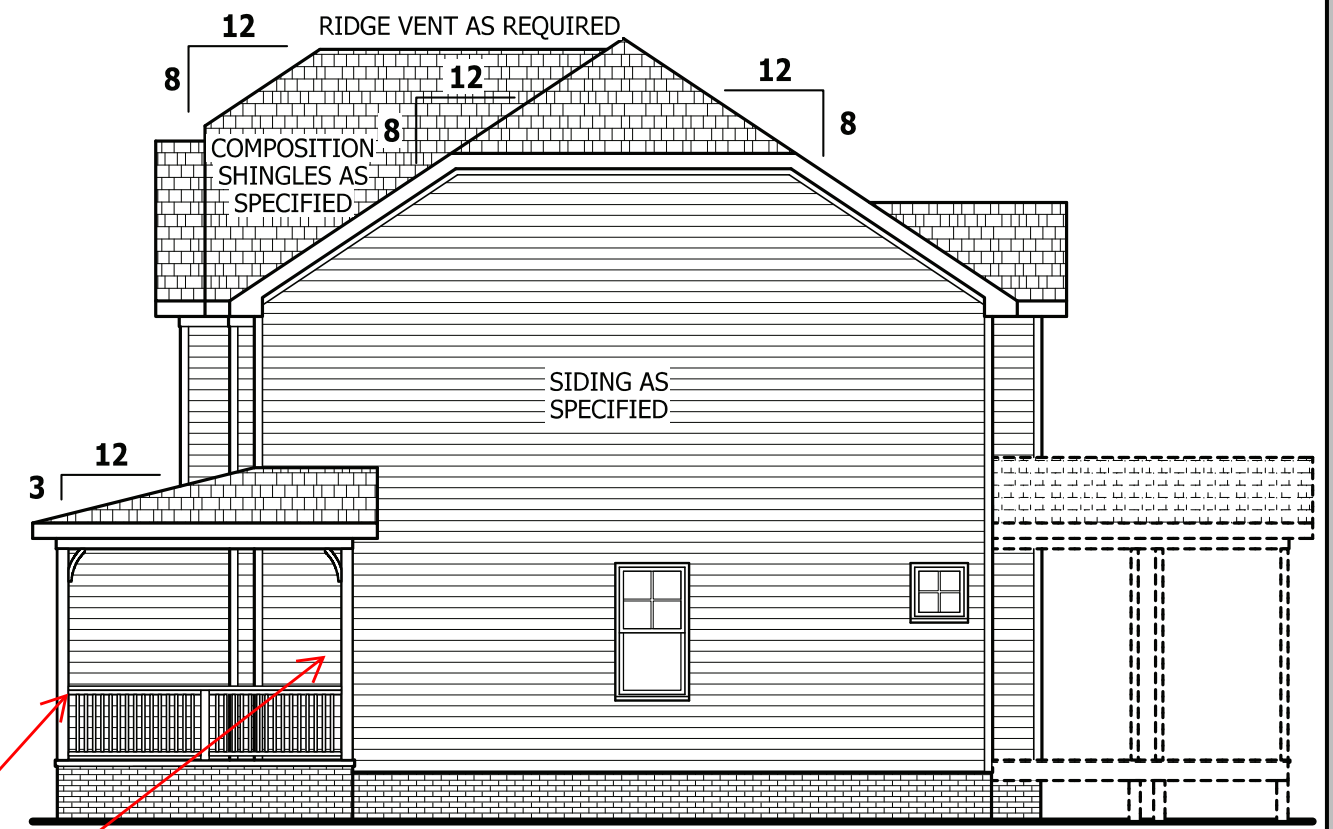 12
RIDGE VENT AS REQUIRED
8
12
8
12
8
COMPOSITION
SHINGLES AS
SPECIFIED
SIDING AS
SPECIFIED
12
3